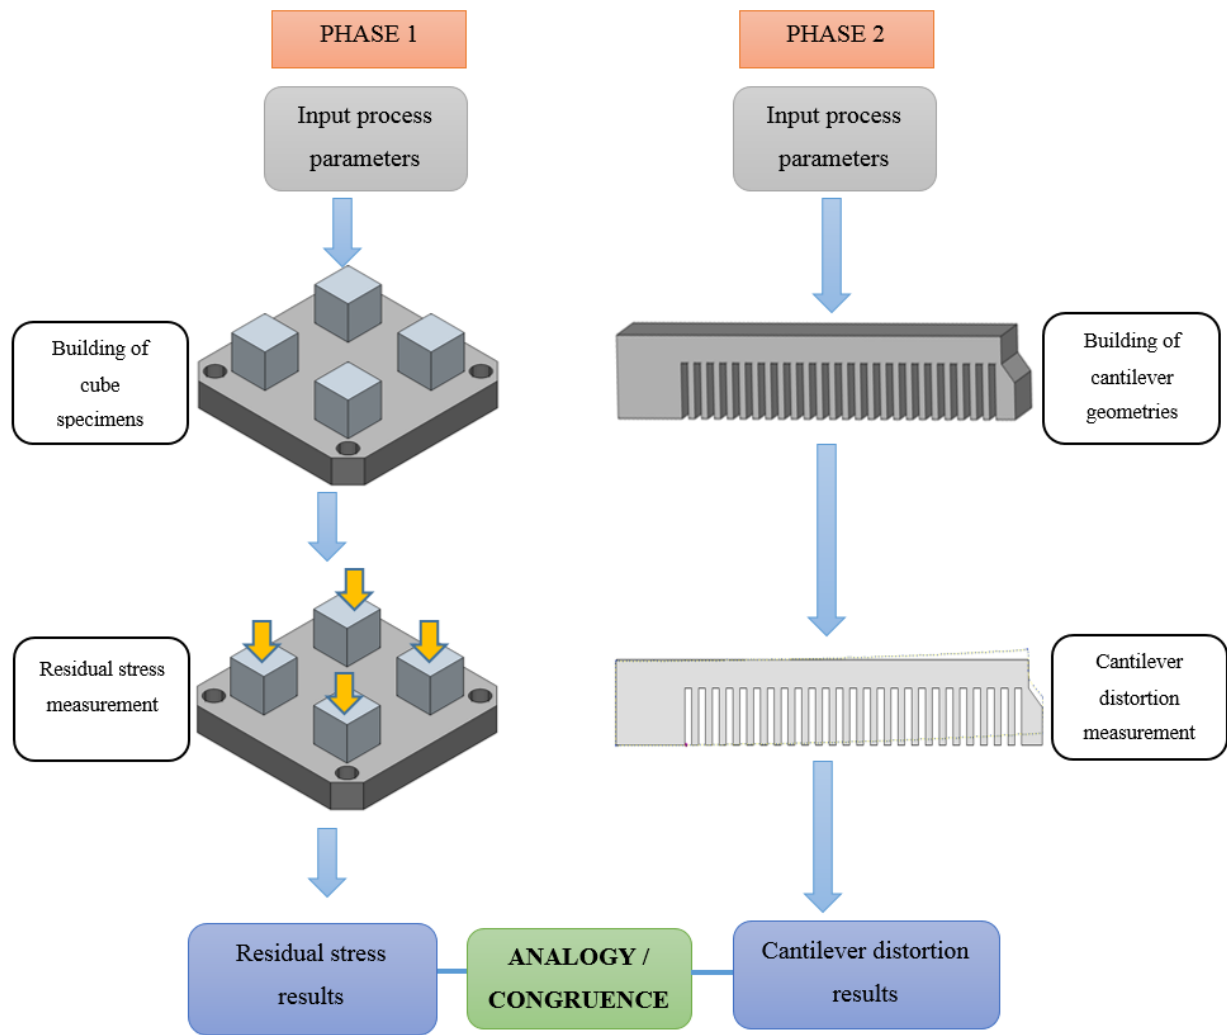 PHASE 1
Input process
parameters
Building of
cube
specimens
Residual stress
measurement
Residual stress
results
ANALOGY /
CONGRUENCE
PHASE 2
Input process
parameters
Building of
cantilever
geometries
Cantilever
distortion
measurement
Cantilever distortion
results